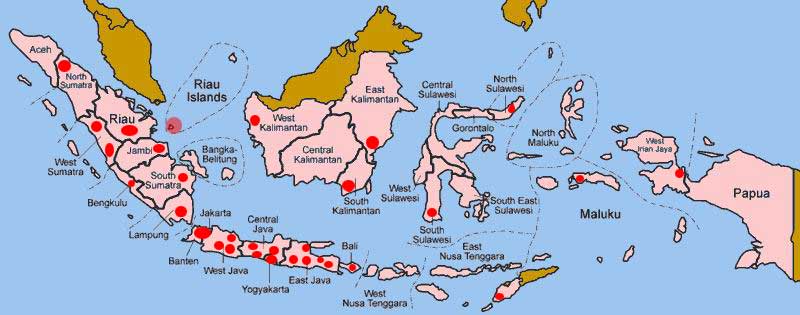 Aceh
North
Sumatra
Riau
Islands
Riau
West
Sumatra
Jambi
Bangka-
Belitung
South
Sumatra
Bengkulu
Lampung
West
Kalimantan
Central
Kalimantan
East
Kalimantan
South
Kalimantan
Central
Sulawesi
North
Sulawesi
Gorontalo
West
Sulawesi
South
Sulawesi
South East
Sulawesi
North
Maluku
Maluku
West
Irian Jaya
Papua
Jakarta
Banten
West Java
Central
Java
Yogyakarta
East Java
Bali
West
Nusa Tenggara
East
Nusa Tenggara